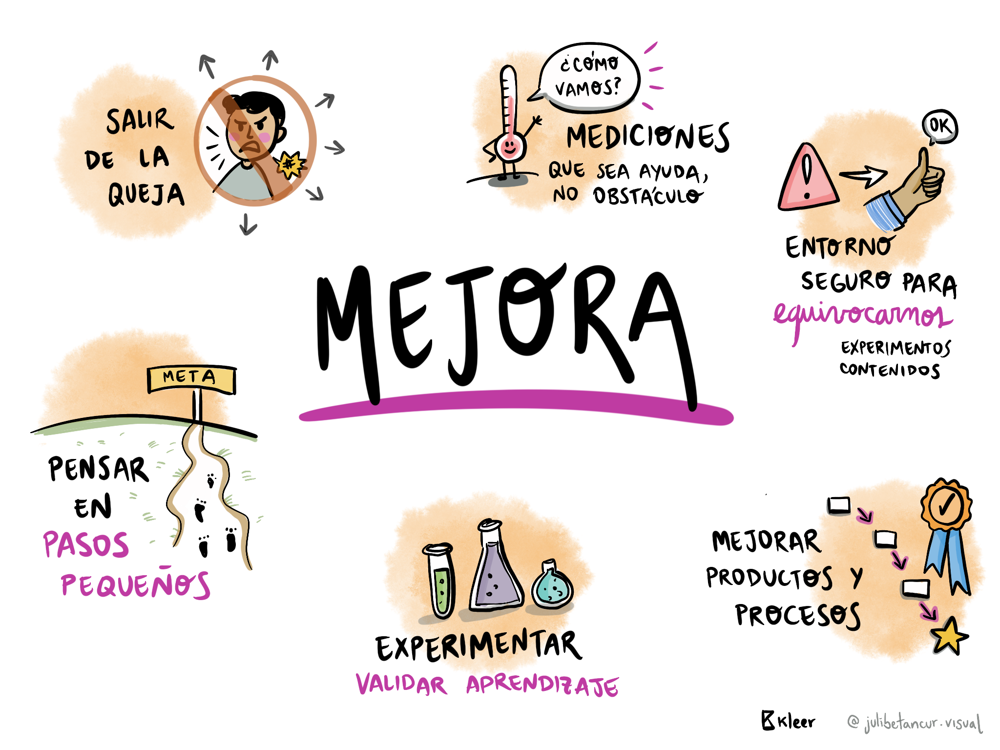 SALIR
DE LA
QUEJA
#
¿CÓMO
VAMOS?
MEDICIONES
QUE SEA AYUDA,
NO OBSTÁCULO
OK
ENTORNO
SEGURO PARA
equivocarnos
EXPERIMENTOS
CONTENIDOS
MEJORA
META
PENSAR
EN
PASOS
PEQUEÑOS
EXPERIMENTAR
VALIDAR APRENDIZAJE
MEJORAR
PRODUCTOS Y
PROCESOS
Kleer
@julibetancur.visual